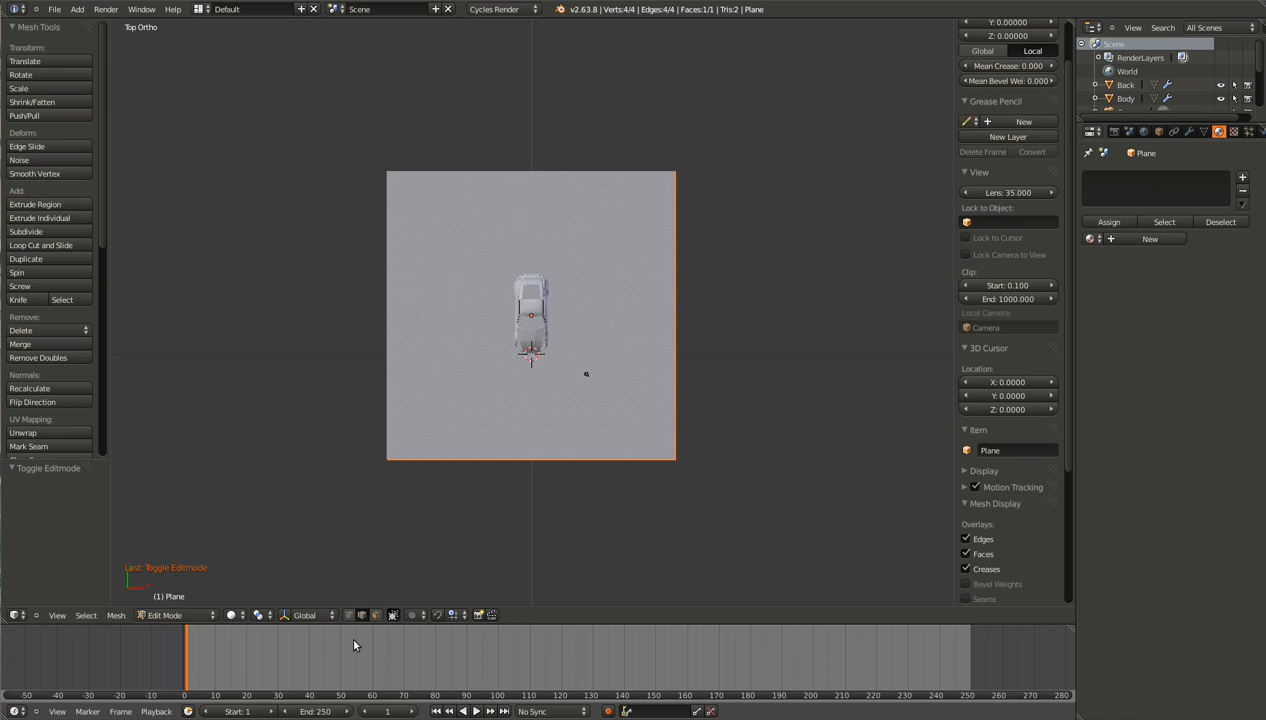 File Add Render Window Help Default Scene Cycles Render v2.63.8 | Verts:4/4 | Edges:4/4 | Faces:1/1 | Tris:2 | Plane
Mesh Tools
Transform:
Translate
Rotate
Scale
Shrink/Fatten
Push/Pull
Deform:
Edge Slide
Noise
Smooth Vertex
Add:
Extrude Region
Extrude Individual
Subdivide
Loop Cut and Slide
Duplicate
Spin
Screw
Knife Select
Remove:
Delete
Merge
Remove Doubles
Normals:
Recalculate
Flip Direction
UV Mapping:
Unwrap
Mark Seam
Toggle Editmode
Top Ortho
Last: Toggle Editmode
(1) Plane
Y: 0.00000
Z: 0.00000
Global Local
Mean Crease: 0.000
Mean Bevel Wei: 0.000
Grease Pencil
New
New Layer
Delete Frame Convert
View
Lens: 35.000
Lock to Object:
Lock to Cursor
Lock Camera to View
Clip:
Start: 0.100
End: 1000.000
Local Camera:
Camera
3D Cursor
Location:
X: 0.0000
Y: 0.0000
Z: 0.0000
Item
Plane
Display
Motion Tracking
Mesh Display
Overlays:
Edges
Faces
Creases
Bevel Weights
Seams
View Search All Scenes
Scene
RenderLayers |
World
Back |
Body |
Plane
Assign Select Deselect
New
View Select Mesh Edit Mode Global
-50 -40 -30 -20 -10 0 10 20 30 40 50 60 70 80 90 100 110 120 130 140 150 160 170 180 190 200 210 220 230 240 250 260 270 280
View Marker Frame Playback Start: 1 End: 250 1 No Sync